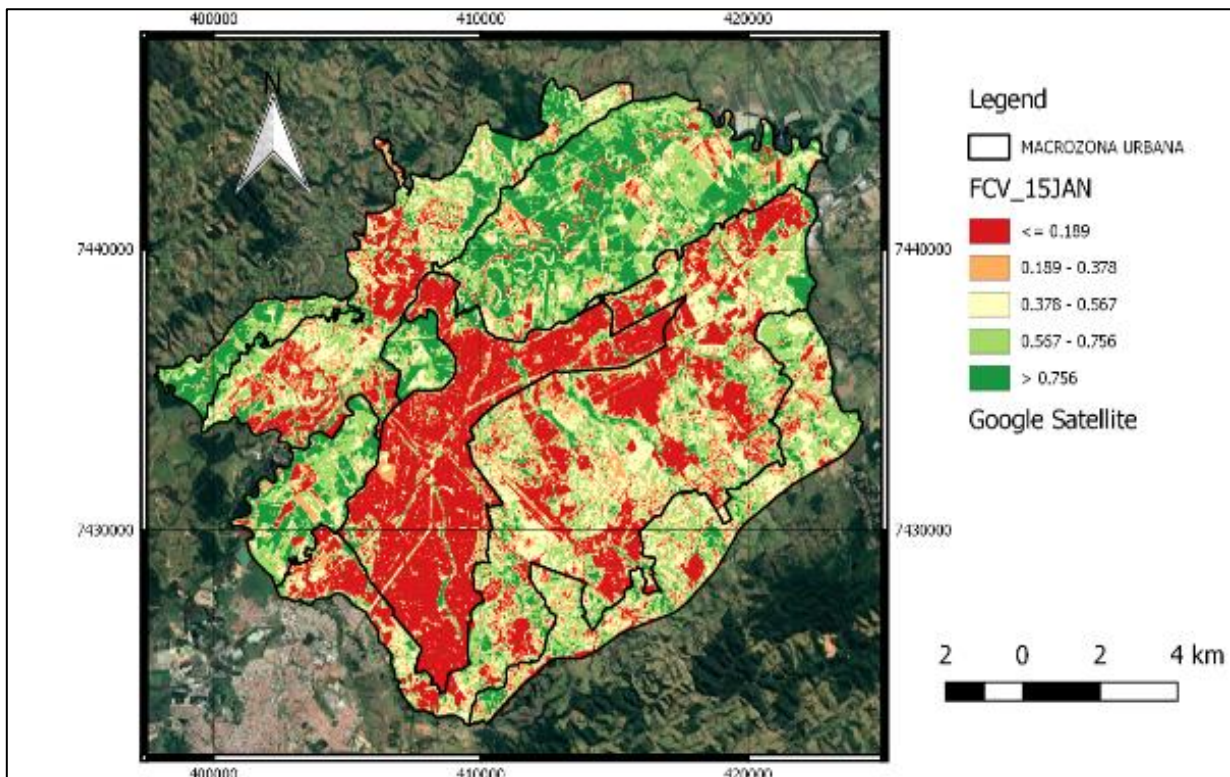 400000 410000 420000
N
7440000 7440000
7430000 7430000
400000 410000 420000
Legend
MACROZONA URBANA
FCV_15JAN
<= 0.189
0.189 - 0.378
0.378 - 0.567
0.567 - 0.756
> 0.756
Google Satellite
2 0 2 4 km